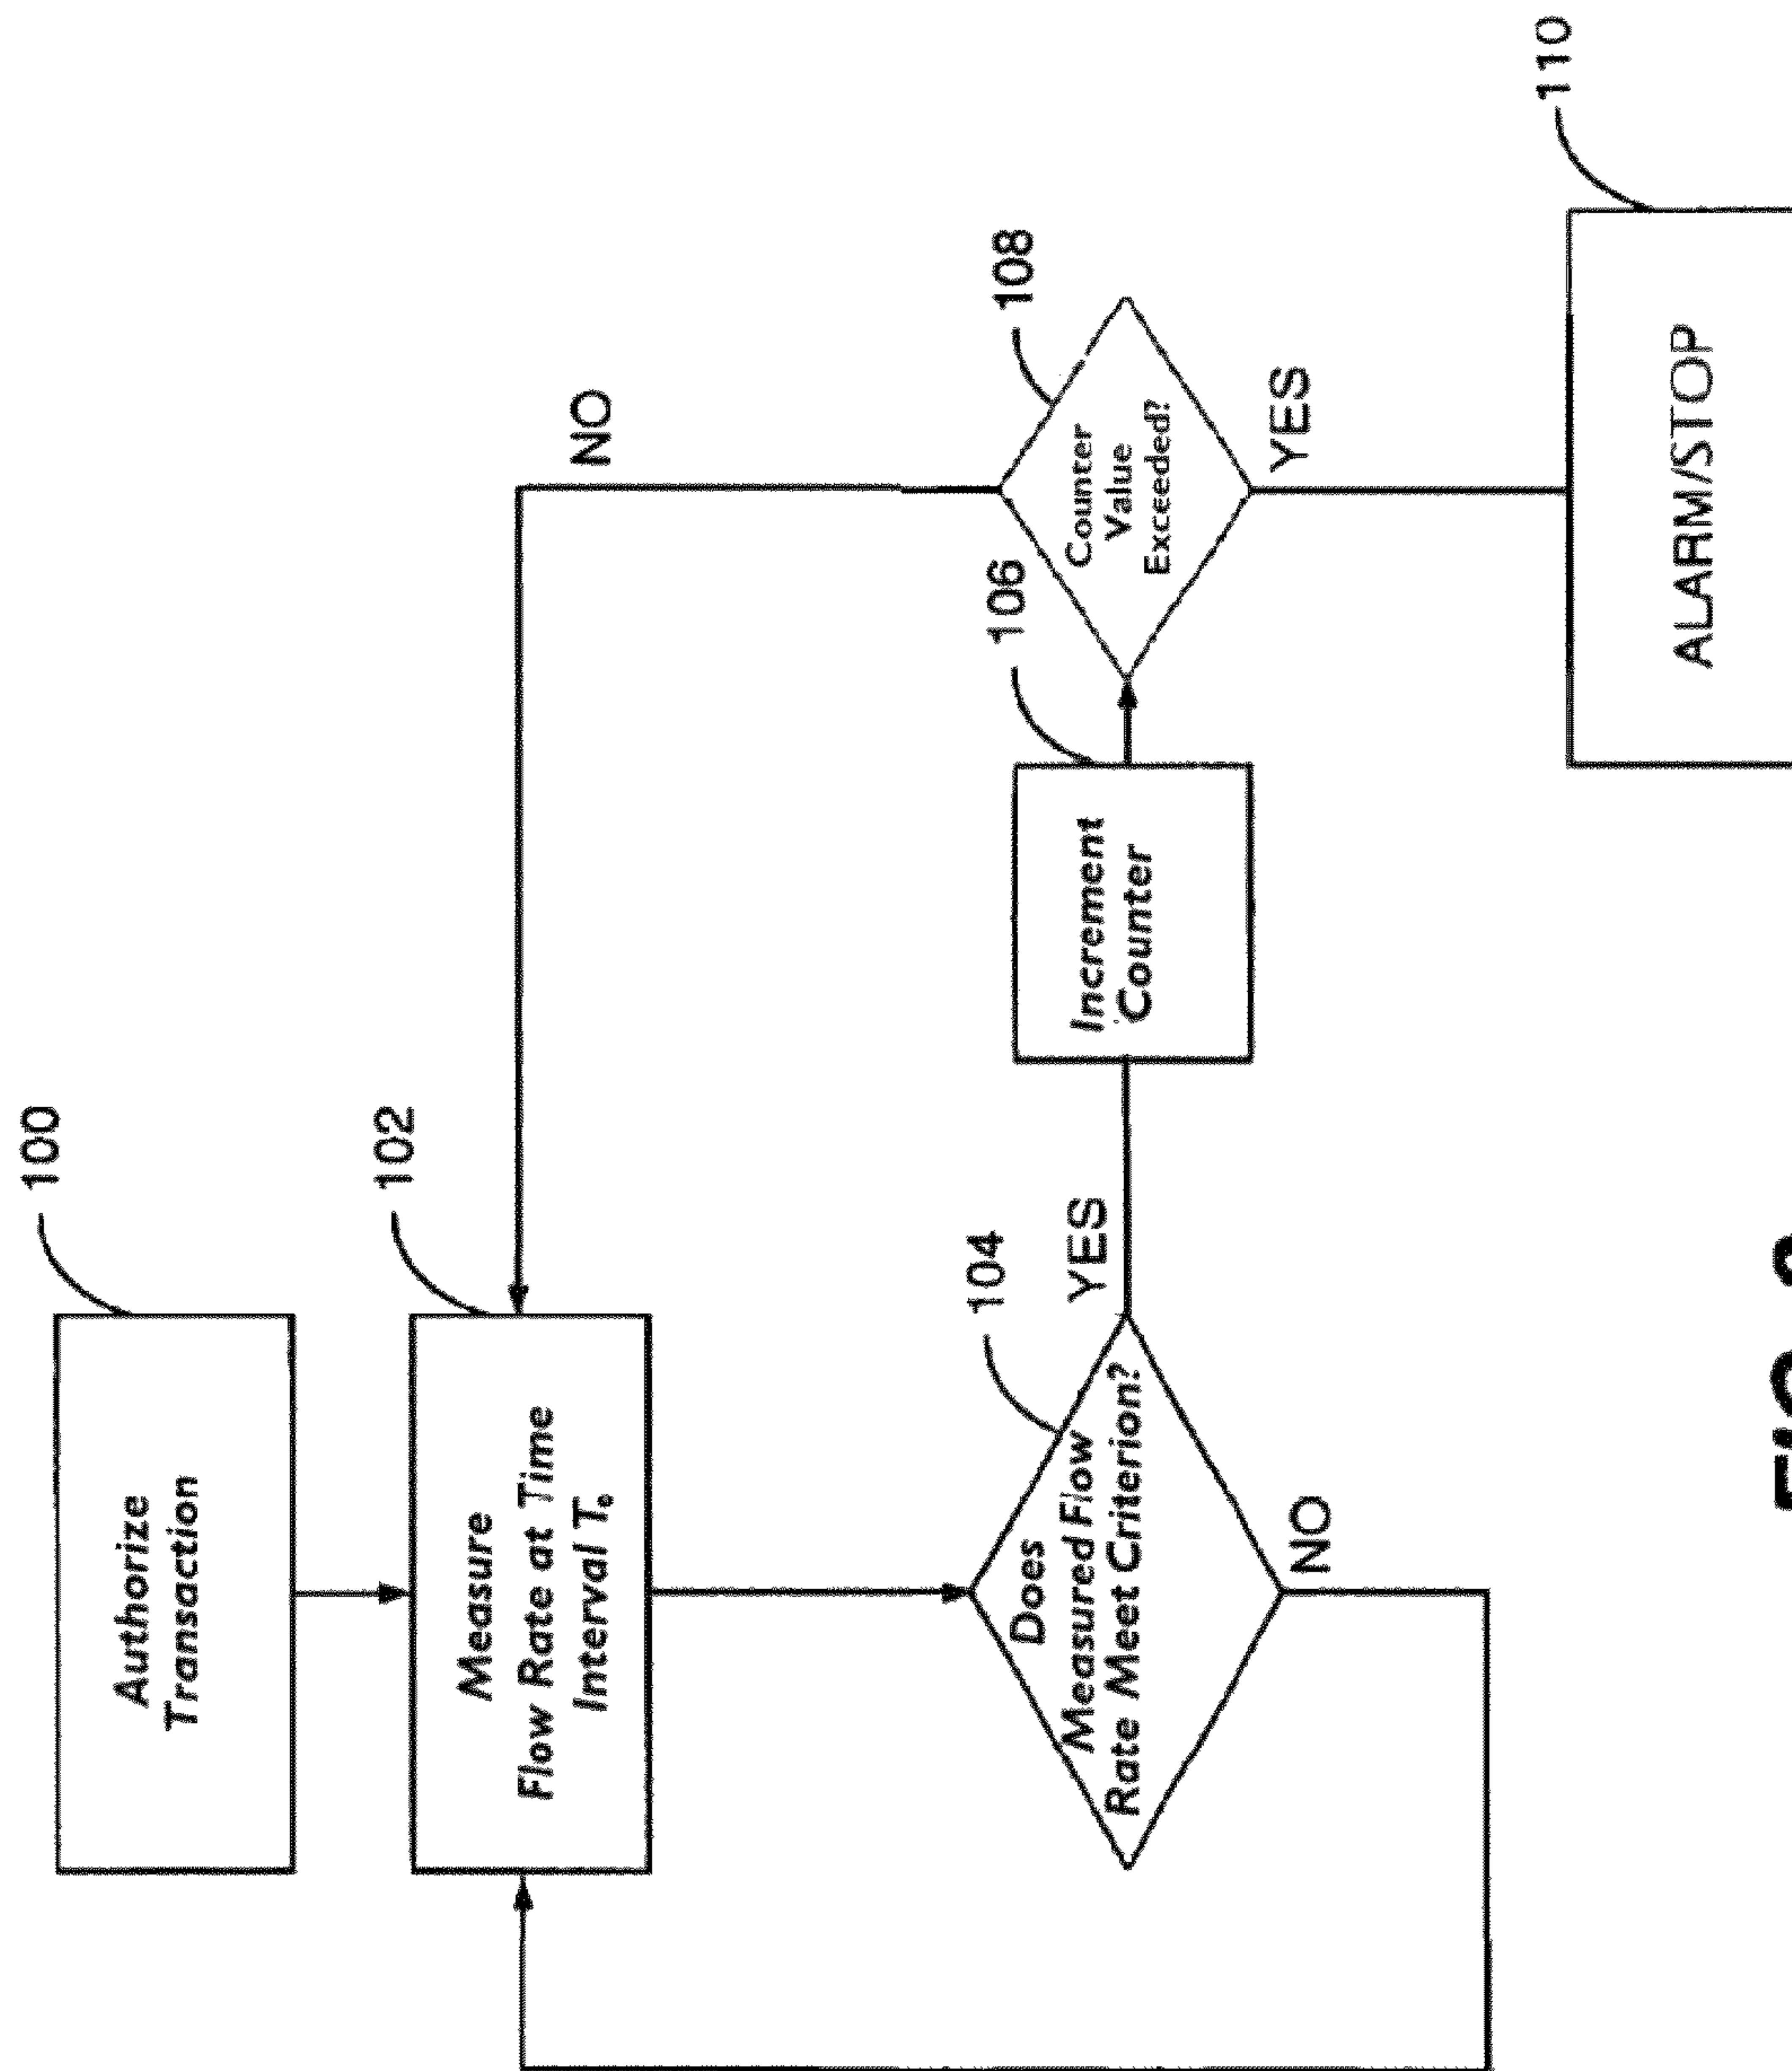 100
Authorize
Transaction
102
Measure
Flow Rate at Time
Interval T₀
104
Does
Measured Flow
Rate Meet Criterion?
YES
NO
106
Increment
Counter
108
Counter
Value
Exceeded?
NO
YES
110
ALARM/STOP